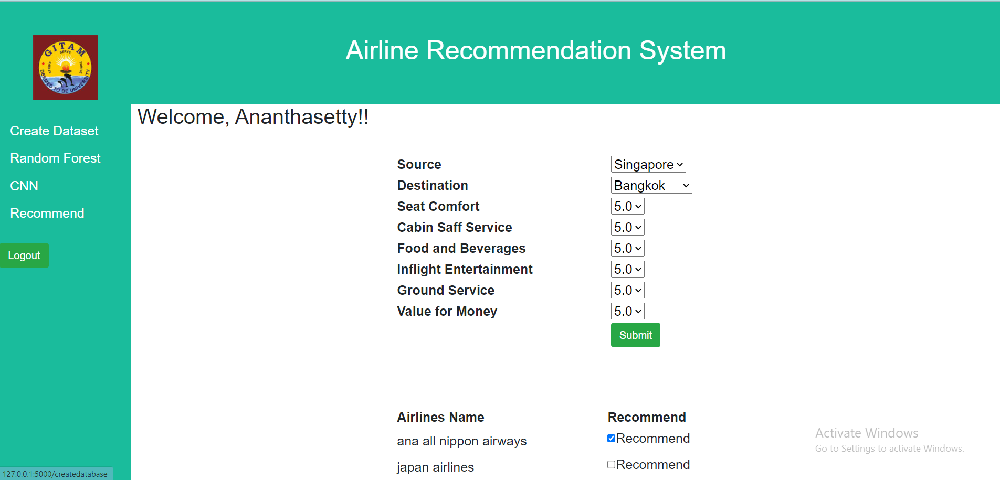 GITAM
SERVE
STRIVE
THRIVE
DEEMED TO BE UNIVERSITY
Airline Recommendation System
Create Dataset
Random Forest
CNN
Recommend
Logout
Welcome, Ananthasetty!!
Source Singapore
Destination Bangkok
Seat Comfort 5.0
Cabin Saff Service 5.0
Food and Beverages 5.0
Inflight Entertainment 5.0
Ground Service 5.0
Value for Money 5.0
Submit
Airlines Name Recommend
ana all nippon airways Recommend
japan airlines Recommend
Activate Windows
Go to Settings to activate Windows.
127.0.0.1:5000/createdatabase